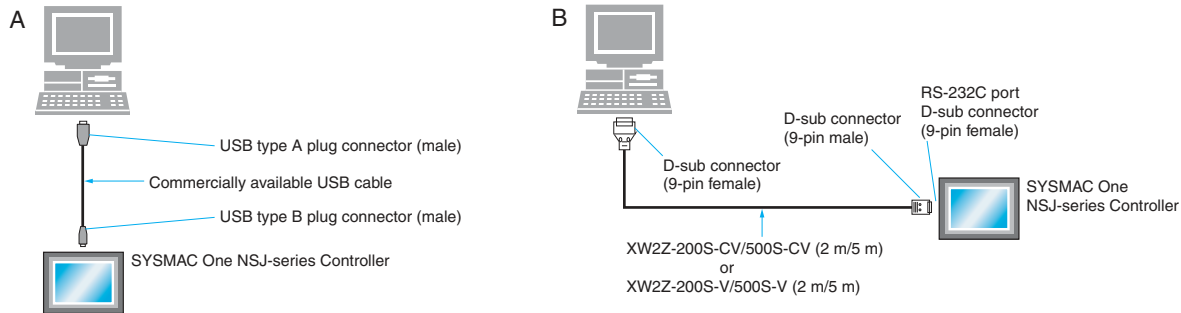 A
USB type A plug connector (male)
Commercially available USB cable
USB type B plug connector (male)
SYSMAC One NSJ-series Controller
B
D-sub connector
(9-pin female)
D-sub connector
(9-pin male)
RS-232C port
D-sub connector
(9-pin female)
SYSMAC One
NSJ-series Controller
XW2Z-200S-CV/500S-CV (2 m/5 m)
or
XW2Z-200S-V/500S-V (2 m/5 m)